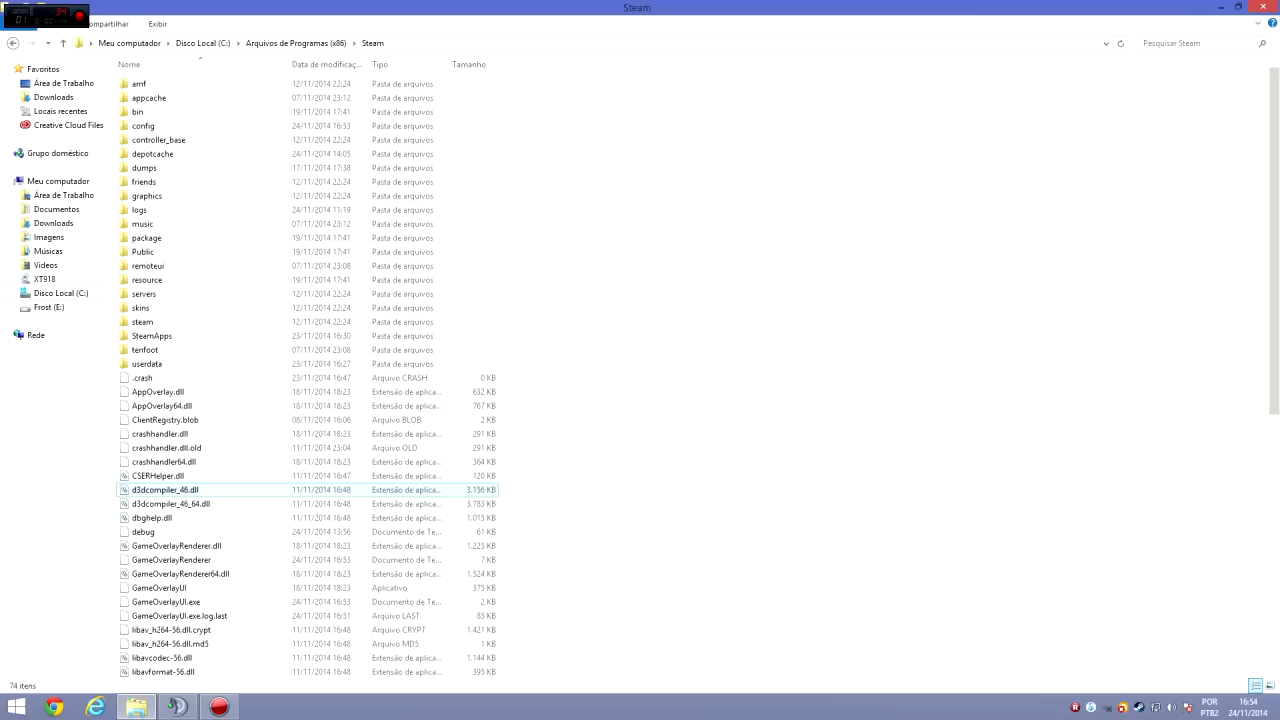 Steam
Compartilhar Exibir
Meu computador Disco Local (C:) Arquivos de Programas (x86) Steam
Pesquisar Steam
Nome Data de modificaç... Tipo Tamanho
Favoritos
Área de Trabalho
Downloads
Locais recentes
Creative Cloud Files
Grupo doméstico
Meu computador
Área de Trabalho
Documentos
Downloads
Imagens
Músicas
Vídeos
XT918
Disco Local (C:)
Frost (E:)
Rede
amf 12/11/2014 22:24 Pasta de arquivos
appcache 07/11/2014 23:12 Pasta de arquivos
bin 19/11/2014 17:41 Pasta de arquivos
config 24/11/2014 16:53 Pasta de arquivos
controller_base 12/11/2014 22:24 Pasta de arquivos
depotcache 24/11/2014 14:05 Pasta de arquivos
dumps 17/11/2014 17:38 Pasta de arquivos
friends 12/11/2014 22:24 Pasta de arquivos
graphics 12/11/2014 22:24 Pasta de arquivos
logs 24/11/2014 11:19 Pasta de arquivos
music 07/11/2014 23:12 Pasta de arquivos
package 19/11/2014 17:41 Pasta de arquivos
Public 19/11/2014 17:41 Pasta de arquivos
remoteui 07/11/2014 23:08 Pasta de arquivos
resource 19/11/2014 17:41 Pasta de arquivos
servers 12/11/2014 22:24 Pasta de arquivos
skins 12/11/2014 22:24 Pasta de arquivos
steam 12/11/2014 22:24 Pasta de arquivos
SteamApps 23/11/2014 16:30 Pasta de arquivos
tenfoot 07/11/2014 23:08 Pasta de arquivos
userdata 23/11/2014 16:27 Pasta de arquivos
.crash 23/11/2014 16:47 Arquivo CRASH 0 KB
AppOverlay.dll 18/11/2014 18:23 Extensão de aplica... 632 KB
AppOverlay64.dll 18/11/2014 18:23 Extensão de aplica... 767 KB
ClientRegistry.blob 08/11/2014 16:06 Arquivo BLOB 2 KB
crashhandler.dll 18/11/2014 18:23 Extensão de aplica... 291 KB
crashhandler.dll.old 11/11/2014 23:04 Arquivo OLD 291 KB
crashhandler64.dll 18/11/2014 18:23 Extensão de aplica... 364 KB
CSERHelper.dll 11/11/2014 16:47 Extensão de aplica... 120 KB
d3dcompiler_46.dll 11/11/2014 16:48 Extensão de aplica... 3.156 KB
d3dcompiler_46_64.dll 11/11/2014 16:48 Extensão de aplica... 3.783 KB
dbghelp.dll 11/11/2014 16:48 Extensão de aplica... 1.015 KB
debug 24/11/2014 13:56 Documento de Te... 61 KB
GameOverlayRenderer.dll 18/11/2014 18:23 Extensão de aplica... 1.225 KB
GameOverlayRenderer 24/11/2014 16:53 Documento de Te... 7 KB
GameOverlayRenderer64.dll 18/11/2014 18:23 Extensão de aplica... 1.524 KB
GameOverlayUI 18/11/2014 18:23 Aplicativo 375 KB
GameOverlayUI.exe 24/11/2014 16:53 Documento de Te... 2 KB
GameOverlayUI.exe.log.last 24/11/2014 16:51 Arquivo LAST 85 KB
libav_h264-56.dll.crypt 11/11/2014 16:48 Arquivo CRYPT 1.421 KB
libav_h264-56.dll.md5 11/11/2014 16:48 Arquivo MD5 1 KB
libavcodec-56.dll 11/11/2014 16:48 Extensão de aplica... 1.144 KB
libavformat-56.dll 11/11/2014 16:48 Extensão de aplica... 395 KB
74 itens
POR 16:54
PTB2 24/11/2014